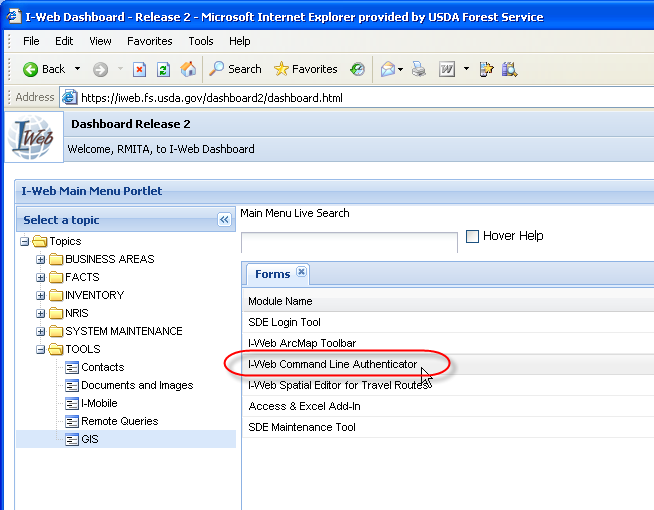 I-Web Dashboard - Release 2 - Microsoft Internet Explorer provided by USDA Forest Service
File Edit View Favorites Tools Help
Back Search Favorites W
Address https://iweb.fs.usda.gov/dashboard2/dashboard.html
IWeb
Dashboard Release 2
Welcome, RMITA, to I-Web Dashboard
I-Web Main Menu Portlet
Select a topic
Topics
BUSINESS AREAS
FACTS
INVENTORY
NRIS
SYSTEM MAINTENANCE
TOOLS
Contacts
Documents and Images
I-Mobile
Remote Queries
GIS
Main Menu Live Search
Hover Help
Forms
Module Name
SDE Login Tool
I-Web ArcMap Toolbar
I-Web Command Line Authenticator
I-Web Spatial Editor for Travel Routes
Access & Excel Add-In
SDE Maintenance Tool